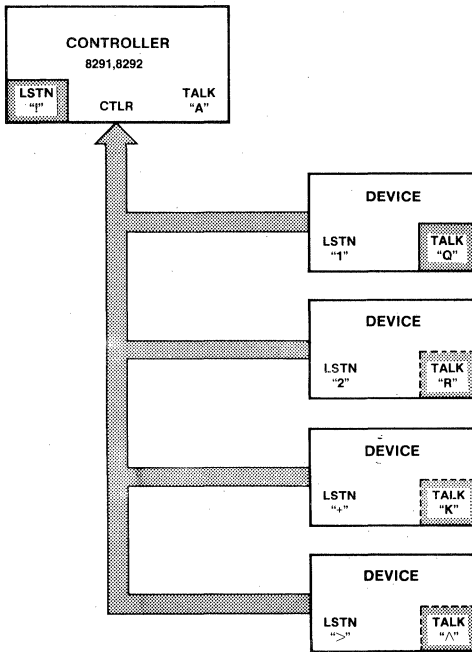 CONTROLLER
8291,8292
LSTN "!"
CTLR
TALK "A"
DEVICE
LSTN "1"
TALK "Q"
DEVICE
LSTN "2"
TALK "R"
DEVICE
LSTN "+"
TALK "K"
DEVICE
LSTN ">"
TALK "^"